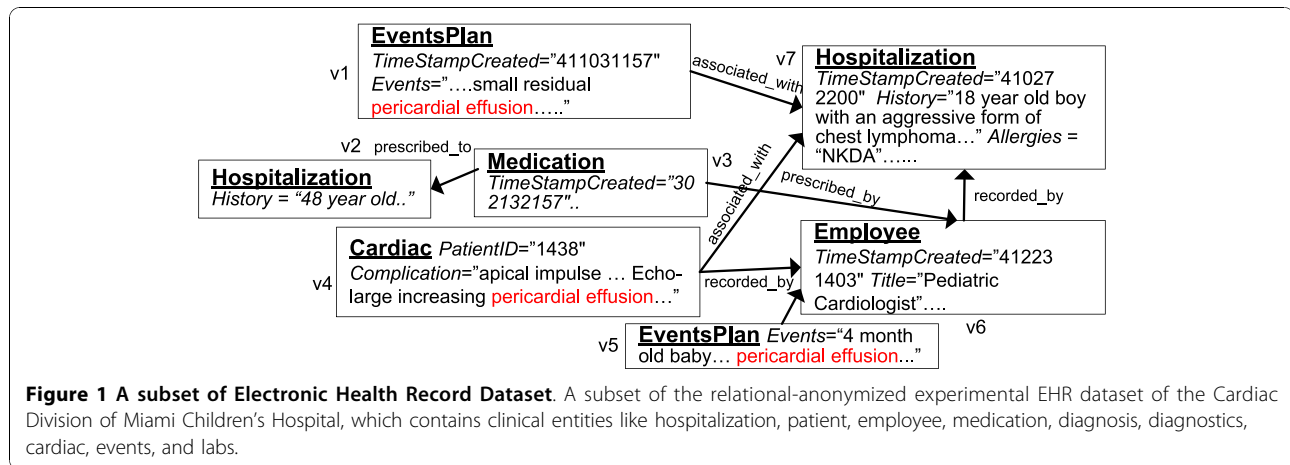 EventsPlan
TimeStampCreated="411031157"
Events="….small residual
pericardial effusion….."
v1
associated_with
v7
Hospitalization
TimeStampCreated="41027
2200" History="18 year old boy
with an aggressive form of
chest lymphoma…" Allergies =
"NKDA"…...
v2
prescribed_to
Hospitalization
History = "48 year old.."
Medication
TimeStampCreated="30
2132157"..
v3
associated_with
prescribed_by
recorded_by
Cardiac PatientID="1438"
Complication="apical impulse … Echo-
large increasing pericardial effusion…"
v4
recorded_by
Employee
TimeStampCreated="41223
1403" Title="Pediatric
Cardiologist"….
v6
v5
EventsPlan Events="4 month
old baby… pericardial effusion..."
Figure 1 A subset of Electronic Health Record Dataset. A subset of the relational-anonymized experimental EHR dataset of the Cardiac
Division of Miami Children's Hospital, which contains clinical entities like hospitalization, patient, employee, medication, diagnosis, diagnostics,
cardiac, events, and labs.